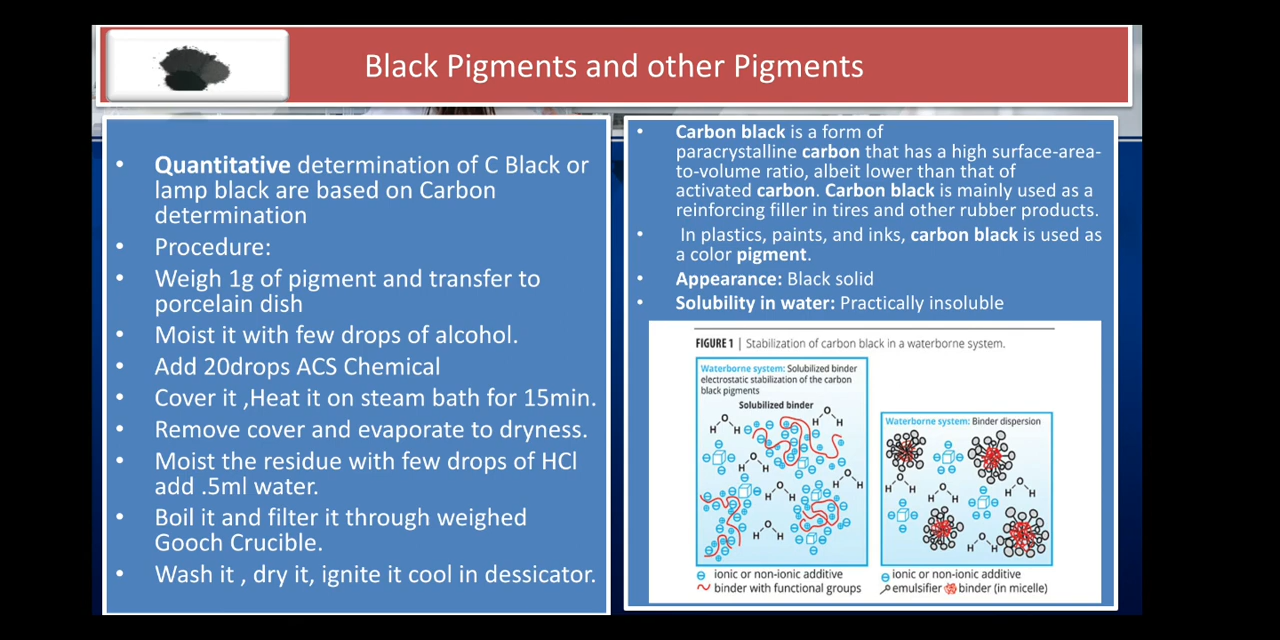 Black Pigments and other Pigments
• Quantitative determination of C Black or
lamp black are based on Carbon
determination
• Procedure:
• Weigh 1g of pigment and transfer to
porcelain dish
• Moist it with few drops of alcohol.
• Add 20drops ACS Chemical
• Cover it ,Heat it on steam bath for 15min.
• Remove cover and evaporate to dryness.
• Moist the residue with few drops of HCl
add .5ml water.
• Boil it and filter it through weighed
Gooch Crucible.
• Wash it , dry it, ignite it cool in dessicator.
• Carbon black is a form of
paracrystalline carbon that has a high surface-area-
to-volume ratio, albeit lower than that of
activated carbon. Carbon black is mainly used as a
reinforcing filler in tires and other rubber products.
• In plastics, paints, and inks, carbon black is used as
a color pigment.
• Appearance: Black solid
• Solubility in water: Practically insoluble
FIGURE 1 | Stabilization of carbon black in a waterborne system.
Waterborne system: Solubilized binder
electrostatic stabilization of the carbon
black pigments
Solubilized binder
H O H
H O H
H O H
H O H
H O H
H O H
ionic or non-ionic additive
binder with functional groups
Waterborne system: Binder dispersion
H O H
H O H
H O H
H O H
ionic or non-ionic additive
emulsifier binder (in micelle)